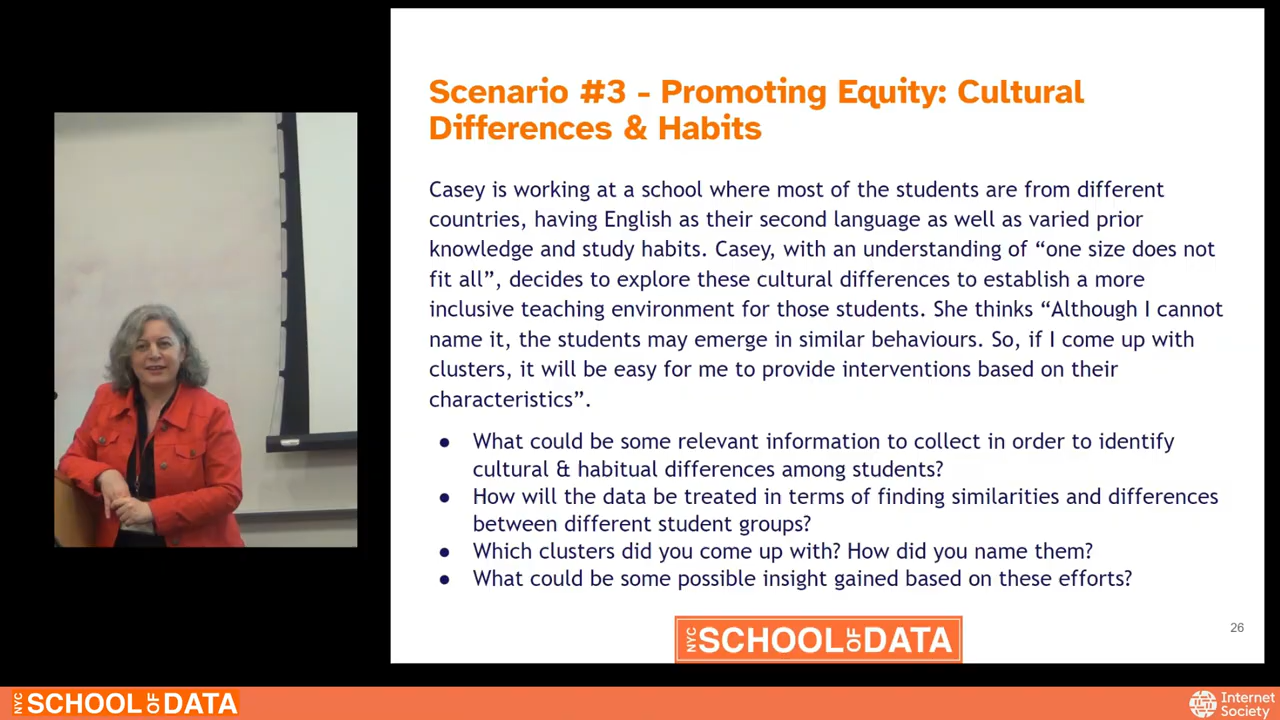 Scenario #3 - Promoting Equity: Cultural
Differences & Habits
Casey is working at a school where most of the students are from different
countries, having English as their second language as well as varied prior
knowledge and study habits. Casey, with an understanding of “one size does not
fit all”, decides to explore these cultural differences to establish a more
inclusive teaching environment for those students. She thinks “Although I cannot
name it, the students may emerge in similar behaviours. So, if I come up with
clusters, it will be easy for me to provide interventions based on their
characteristics”.
● What could be some relevant information to collect in order to identify
cultural & habitual differences among students?
● How will the data be treated in terms of finding similarities and differences
between different student groups?
● Which clusters did you come up with? How did you name them?
● What could be some possible insight gained based on these efforts?
NYC SCHOOL OF DATA
26
NYC SCHOOL OF DATA
Internet
Society